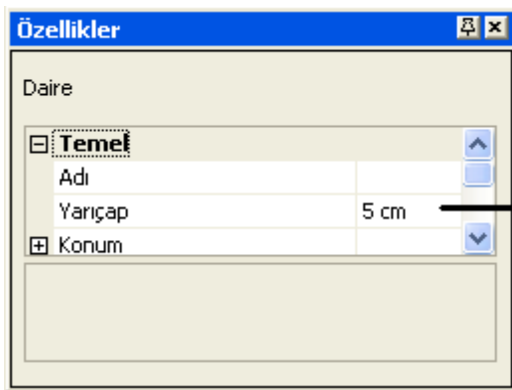 Özellikler
Daire
Temel
Adı
Yarıçap 5 cm
Konum